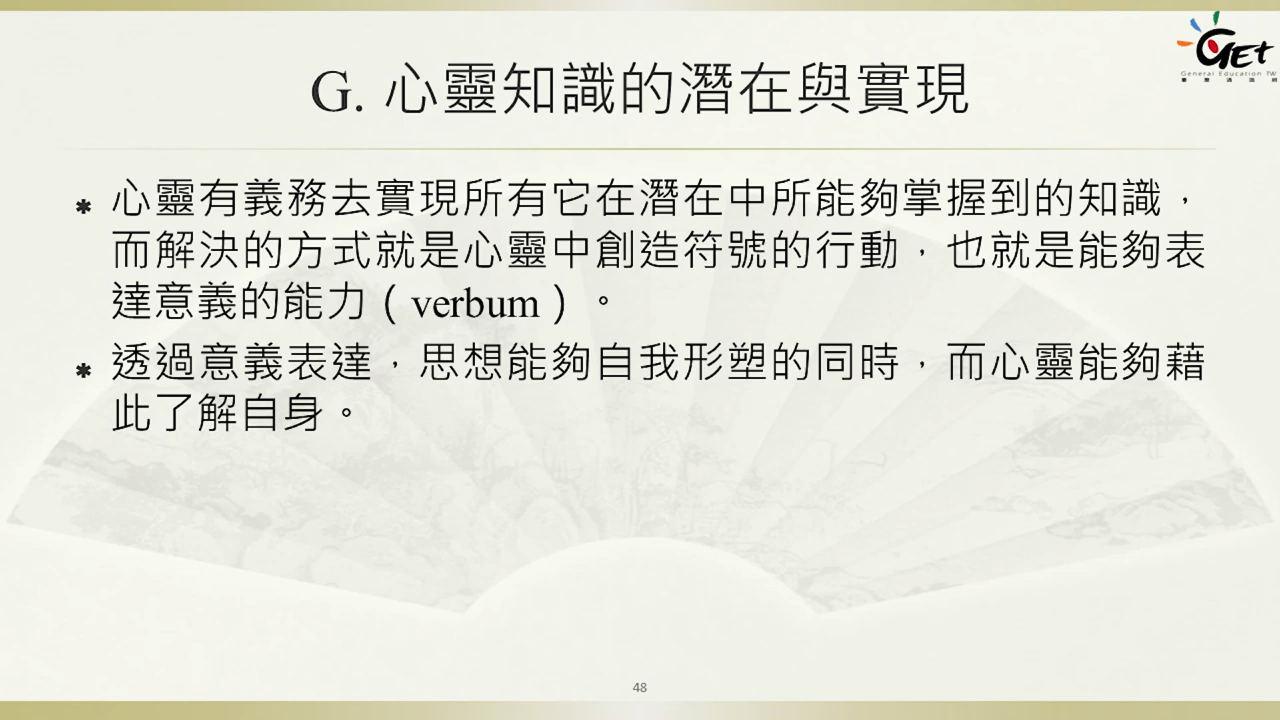 GET
General Education TW
G. 心靈知識的潛在與實現
心靈有義務去實現所有它在潛在中所能夠掌握到的知識，
而解決的方式就是心靈中創造符號的行動，也就是能夠表
達意義的能力（verbum）。
透過意義表達，思想能夠自我形塑的同時，而心靈能夠藉
此了解自身。
48